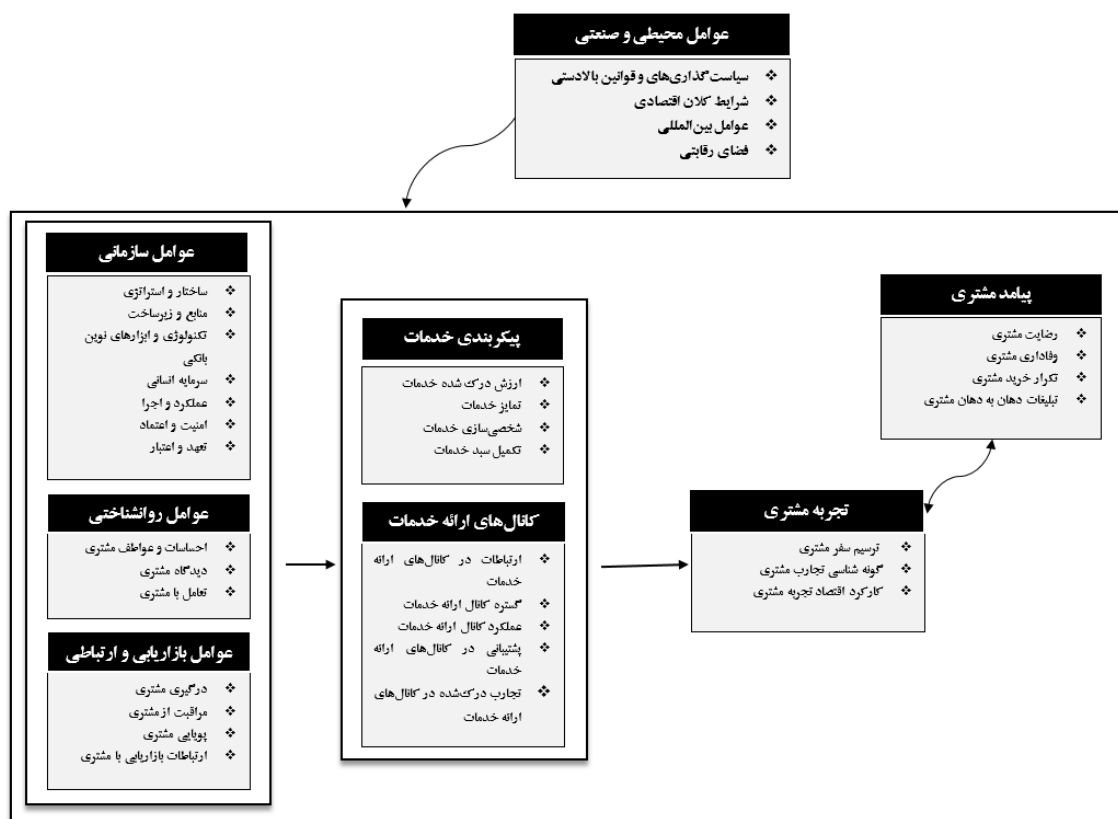 عوامل محیطی و صنعتی
❖ سیاست‌گذاری‌های و قوانین بالادستی
❖ شرایط کلان اقتصادی
❖ عوامل بین‌المللی
❖ فضای رقابتی
عوامل سازمانی
❖ ساختار و استراتژی
❖ منابع و زیرساخت
❖ تکنولوژی و ابزارهای نوین
بانکی
❖ سرمایه انسانی
❖ عملکرد و اجرا
❖ امنیت و اعتماد
❖ تعهد و اعتبار
عوامل روانشناختی
❖ احساسات و عواطف مشتری
❖ دیدگاه مشتری
❖ تعامل با مشتری
عوامل بازاریابی و ارتباطی
❖ درگیری مشتری
❖ مراقبت از مشتری
❖ پویایی مشتری
❖ ارتباطات بازاریابی با مشتری
پیکربندی خدمات
❖ ارزش درک شده خدمات
❖ تمایز خدمات
❖ شخصی‌سازی خدمات
❖ تکمیل سبد خدمات
کانال‌های ارائه خدمات
❖ ارتباطات در کانال‌های ارائه
خدمات
❖ گستره کانال ارائه خدمات
❖ عملکرد کانال ارائه خدمات
❖ پشتیبانی در کانال‌های ارائه
خدمات
❖ تجارب درک‌شده در کانال‌های
ارائه خدمات
تجربه مشتری
❖ ترسیم سفر مشتری
❖ گونه شناسی تجارب مشتری
❖ کارکرد اقتصاد تجربه مشتری
پیامد مشتری
❖ رضایت مشتری
❖ وفاداری مشتری
❖ تکرار خرید مشتری
❖ تبلیغات دهان به دهان مشتری